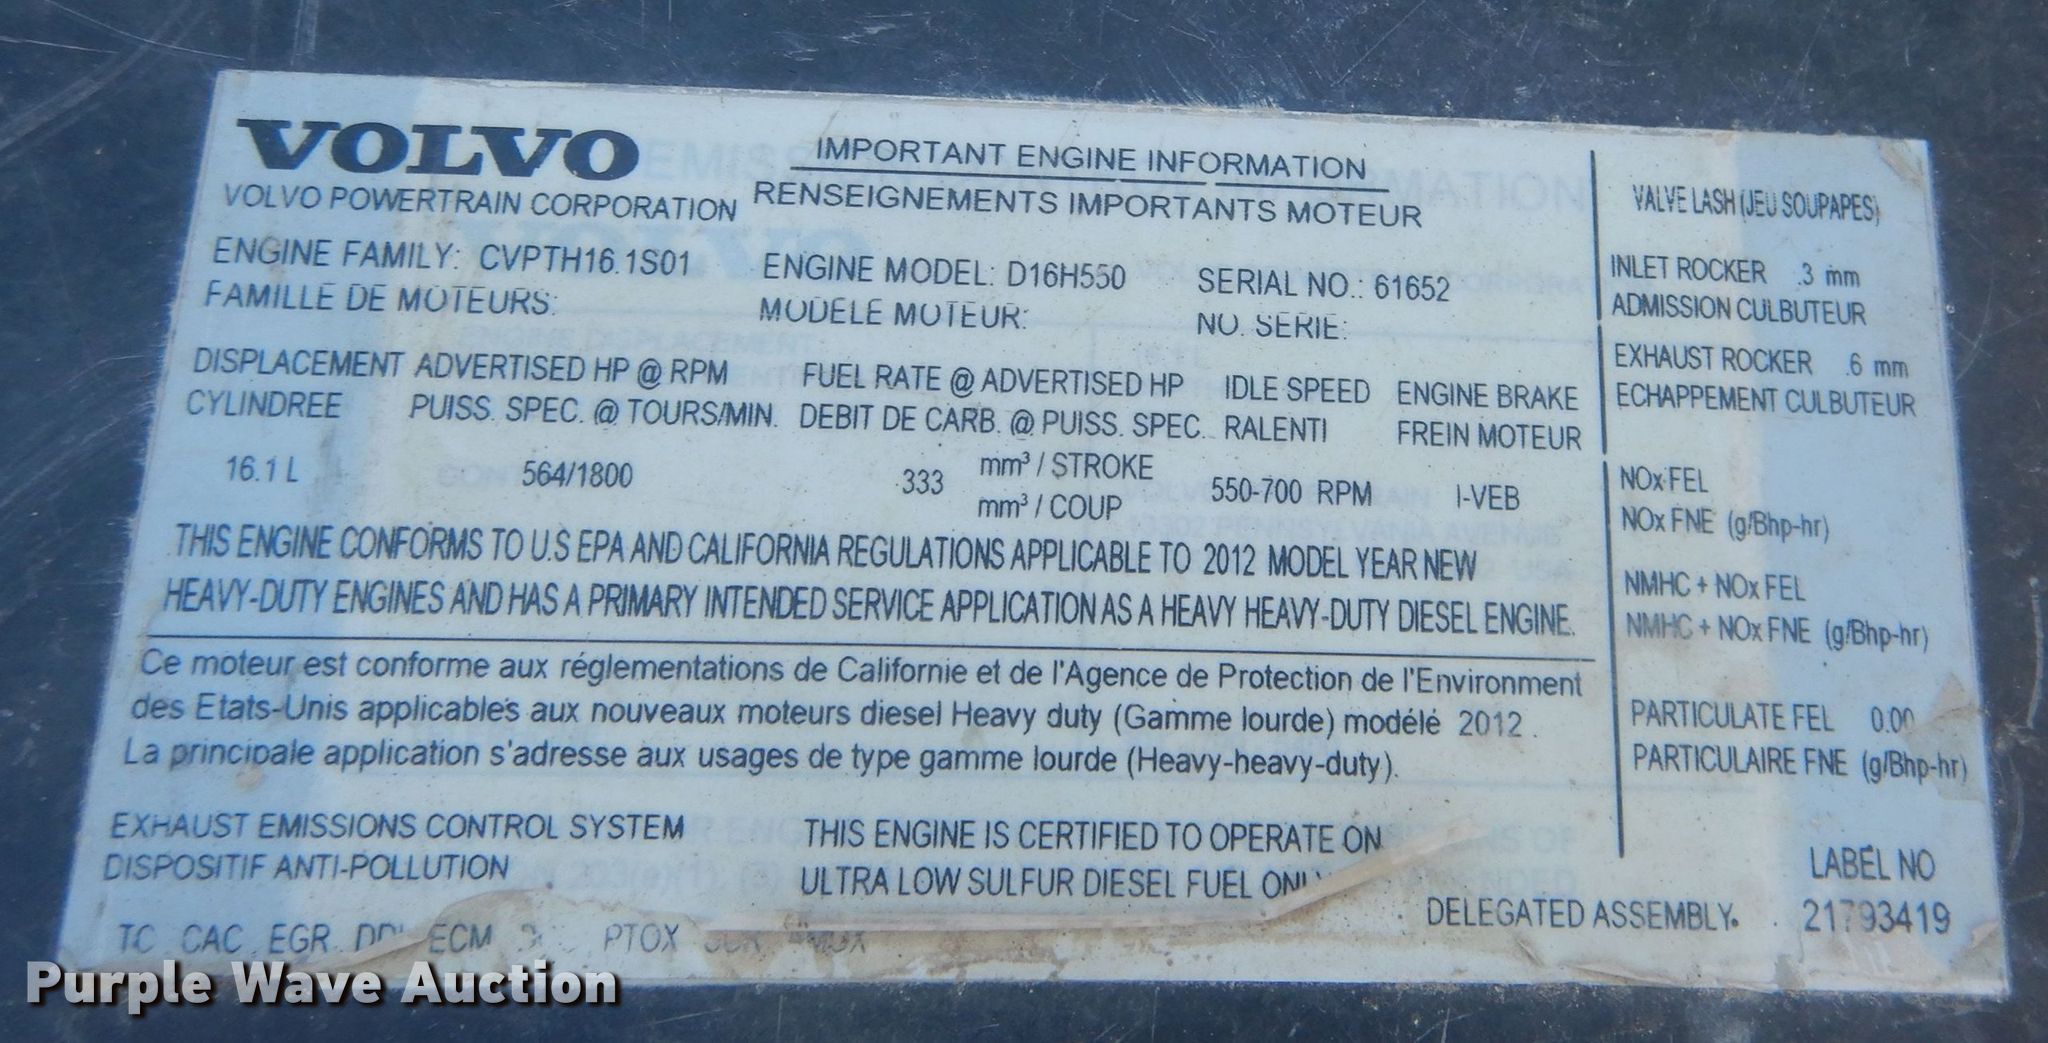 VOLVO
VOLVO POWERTRAIN CORPORATION
IMPORTANT ENGINE INFORMATION
RENSEIGNEMENTS IMPORTANTS MOTEUR
ENGINE FAMILY: CVPTH16.1S01 ENGINE MODEL: D16H550 SERIAL NO.: 61652
FAMILLE DE MOTEURS: MODELE MOTEUR: NO. SERIE:
DISPLACEMENT ADVERTISED HP @ RPM FUEL RATE @ ADVERTISED HP IDLE SPEED ENGINE BRAKE
CYLINDREE PUISS. SPEC. @ TOURS/MIN. DEBIT DE CARB. @ PUISS. SPEC. RALENTI FREIN MOTEUR
16.1 L 564/1800 333 mm³ / STROKE 550-700 RPM I-VEB
mm³ / COUP
THIS ENGINE CONFORMS TO U.S EPA AND CALIFORNIA REGULATIONS APPLICABLE TO 2012 MODEL YEAR NEW
HEAVY-DUTY ENGINES AND HAS A PRIMARY INTENDED SERVICE APPLICATION AS A HEAVY HEAVY-DUTY DIESEL ENGINE.
Ce moteur est conforme aux réglementations de Californie et de l'Agence de Protection de l'Environment
des Etats-Unis applicables aux nouveaux moteurs diesel Heavy duty (Gamme lourde) modélé 2012 .
La principale application s'adresse aux usages de type gamme lourde (Heavy-heavy-duty).
EXHAUST EMISSIONS CONTROL SYSTEM
DISPOSITIF ANTI-POLLUTION
TC CAC EGR ECM PTOX
THIS ENGINE IS CERTIFIED TO OPERATE ON
ULTRA LOW SULFUR DIESEL FUEL ONLY
DELEGATED ASSEMBLY.
VALVE LASH (JEU SOUPAPES)
INLET ROCKER .3 mm
ADMISSION CULBUTEUR
EXHAUST ROCKER .6 mm
ECHAPPEMENT CULBUTEUR
NOx FEL
NOx FNE (g/Bhp-hr)
NMHC + NOx FEL
NMHC + NOx FNE (g/Bhp-hr)
PARTICULATE FEL 0.00
PARTICULAIRE FNE (g/Bhp-hr)
LABEL NO
21793419
Purple Wave Auction